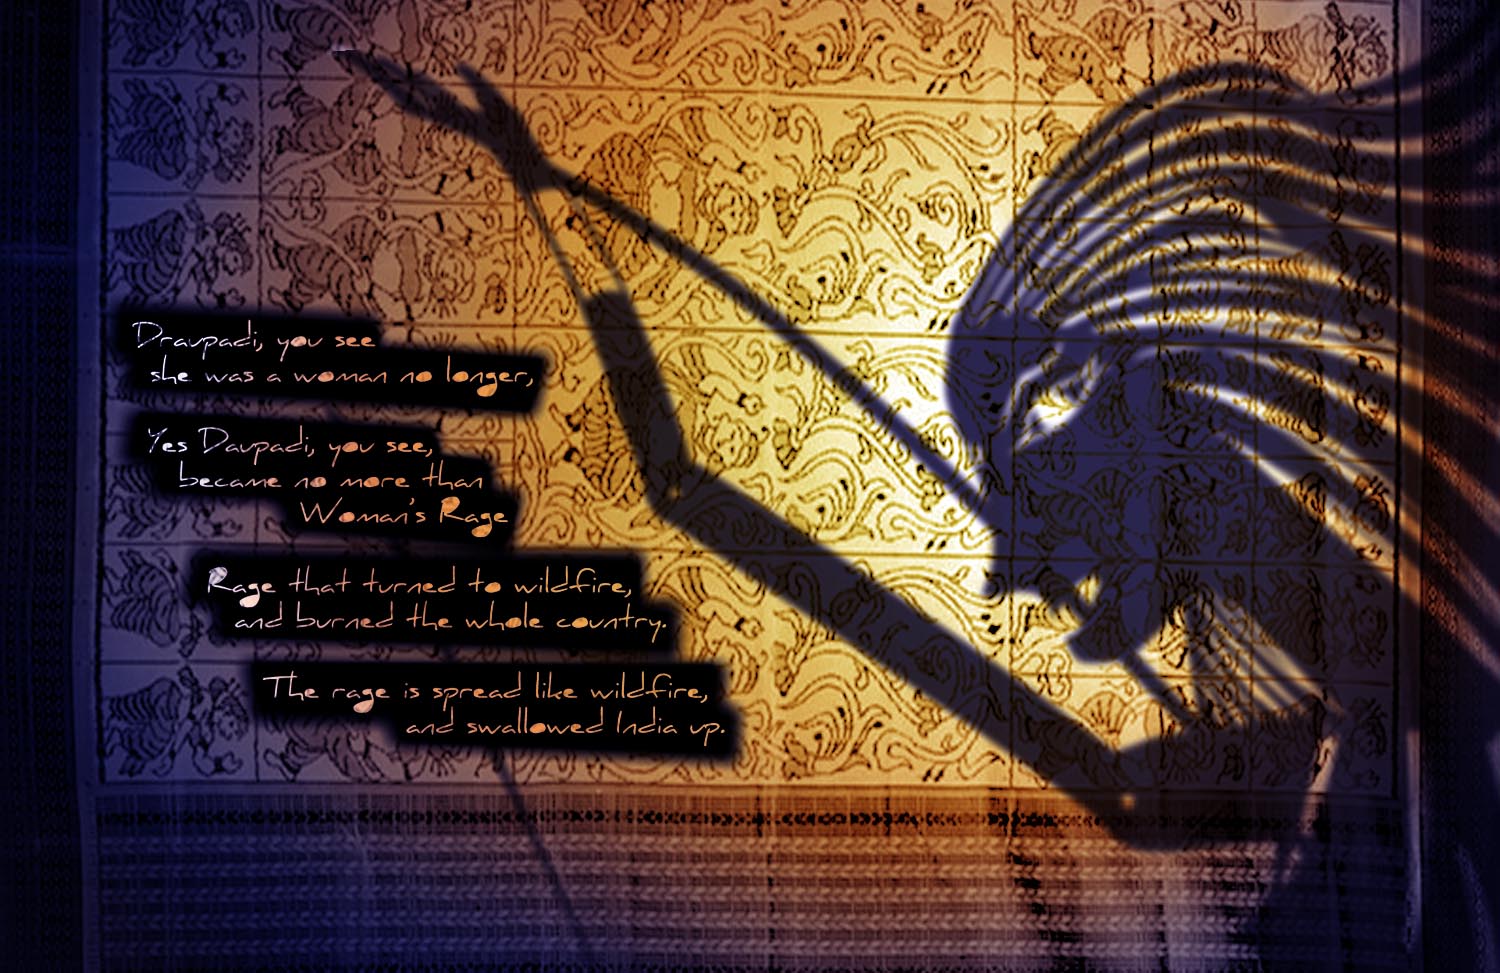 Draupadi, you see
she was a woman no longer,
Yes Daupadi, you see,
became no more than
Woman's Rage
Rage that turned to wildfire,
and burned the whole country.
The rage is spread like wildfire,
and swallowed India up.